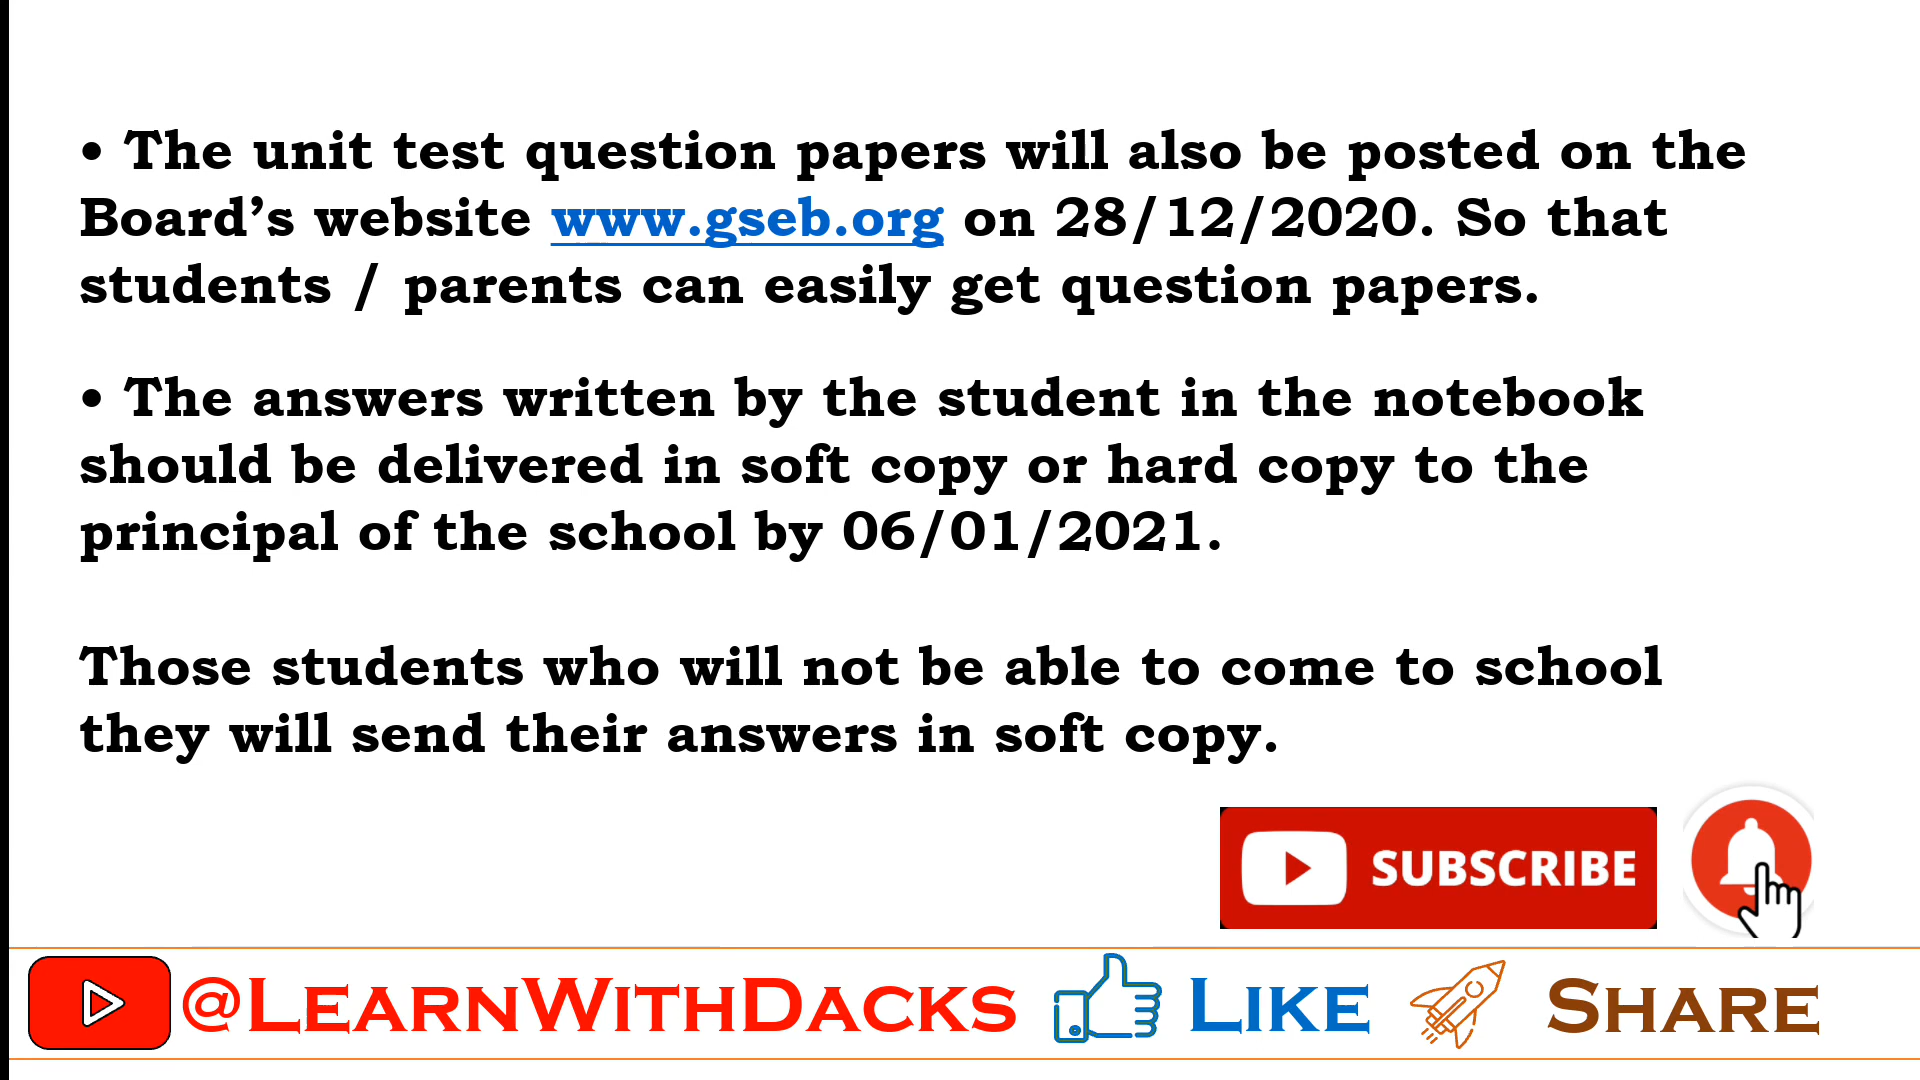 • The unit test question papers will also be posted on the
Board’s website www.gseb.org on 28/12/2020. So that
students / parents can easily get question papers.
• The answers written by the student in the notebook
should be delivered in soft copy or hard copy to the
principal of the school by 06/01/2021.
Those students who will not be able to come to school
they will send their answers in soft copy.
SUBSCRIBE
@LearnWithDacks Like Share